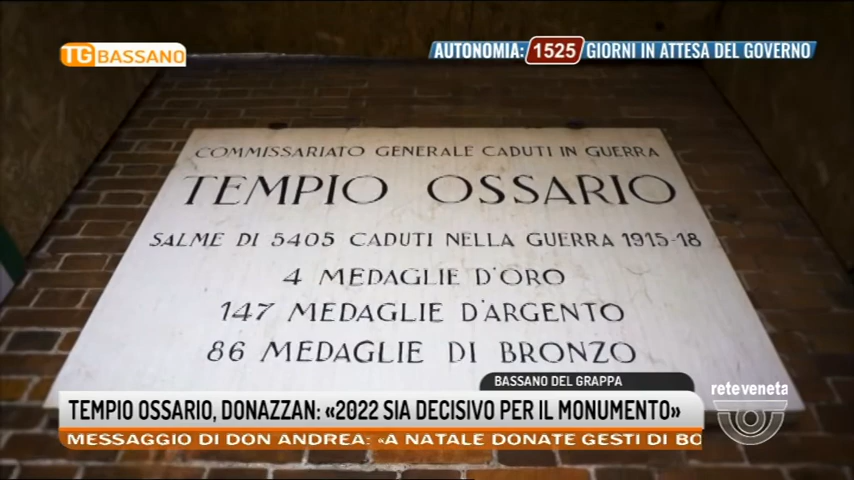 TG BASSANO
AUTONOMIA: 1525 GIORNI IN ATTESA DEL GOVERNO
COMMISSARIATO GENERALE CADUTI IN GUERRA
TEMPIO OSSARIO
SALME DI 5405 CADUTI NELLA GUERRA 1915-18
4 MEDAGLIE D'ORO
147 MEDAGLIE D'ARGENTO
86 MEDAGLIE DI BRONZO
BASSANO DEL GRAPPA
TEMPIO OSSARIO, DONAZZAN: «2022 SIA DECISIVO PER IL MONUMENTO»
reteveneta
MESSAGGIO DI DON ANDREA: «A NATALE DONATE GESTI DI BO